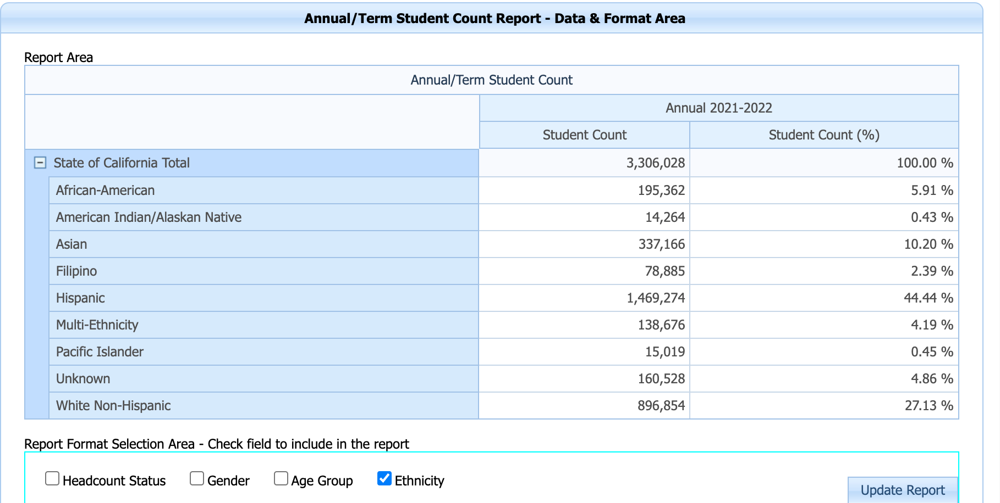 Annual/Term Student Count Report - Data & Format Area
Report Area
Annual/Term Student Count
Annual 2021-2022
Student Count Student Count (%)
State of California Total 3,306,028 100.00 %
African-American 195,362 5.91 %
American Indian/Alaskan Native 14,264 0.43 %
Asian 337,166 10.20 %
Filipino 78,885 2.39 %
Hispanic 1,469,274 44.44 %
Multi-Ethnicity 138,676 4.19 %
Pacific Islander 15,019 0.45 %
Unknown 160,528 4.86 %
White Non-Hispanic 896,854 27.13 %
Report Format Selection Area - Check field to include in the report
Headcount Status Gender Age Group Ethnicity
Update Report